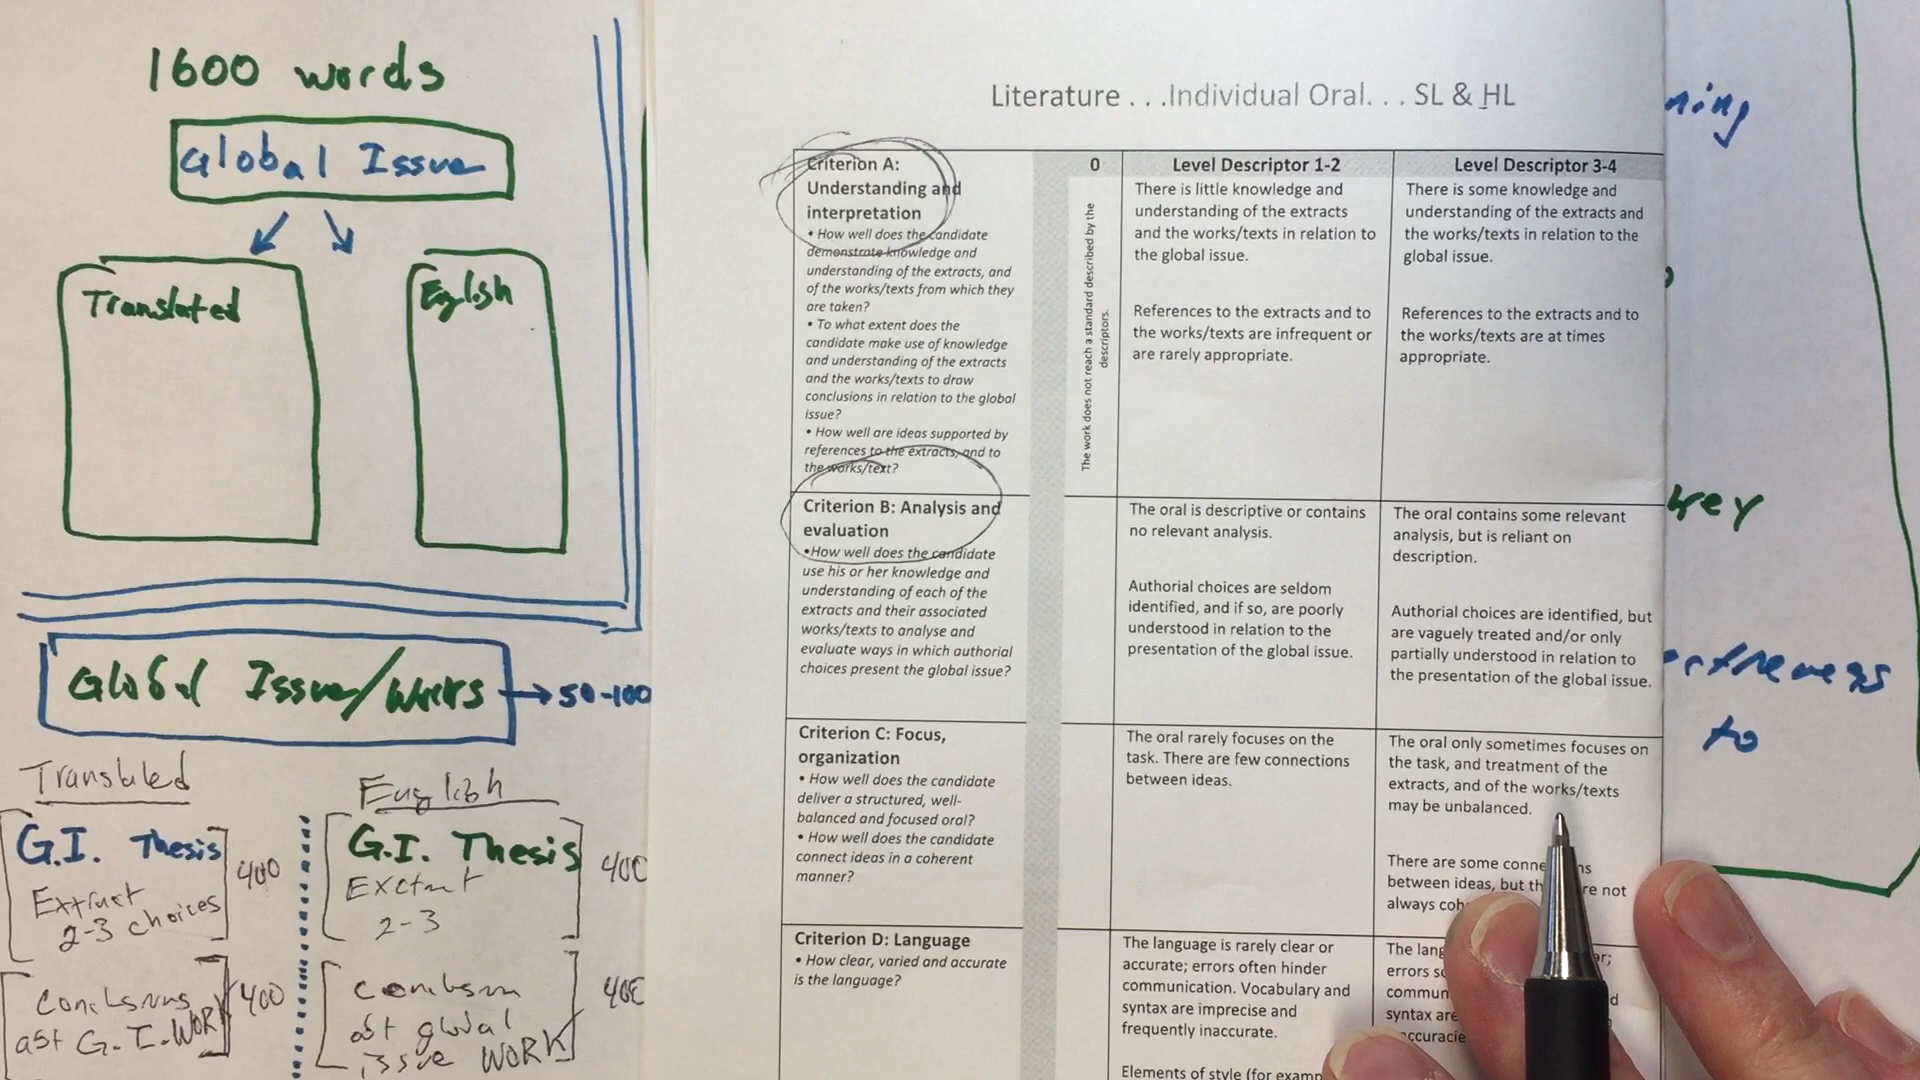 1600 words
Global Issue
Translated
English
Global Issue/Works → 50-100
Translated
G.I. Thesis
Extract
2-3 choices
400
400
English
G.I. Thesis
2-3
400
issue WORK
Literature . . .Individual Oral. . . SL & HL
Criterion A:
Understanding and
interpretation
• How well does the candidate
demonstrate knowledge and
understanding of the extracts, and
of the works/texts from which they
are taken?
• To what extent does the
candidate make use of knowledge
and understanding of the extracts
and the works/texts to draw
conclusions in relation to the global
issue?
• How well are ideas supported by
references to the extracts, and to
the works/text?
0
The work does not reach a standard described by the
descriptors.
Level Descriptor 1-2
There is little knowledge and
understanding of the extracts
and the works/texts in relation to
the global issue.
References to the extracts and to
the works/texts are infrequent or
are rarely appropriate.
Level Descriptor 3-4
There is some knowledge and
understanding of the extracts and
the works/texts in relation to the
global issue.
References to the extracts and to
the works/texts are at times
appropriate.
Criterion B: Analysis and
evaluation
•How well does the candidate
use his or her knowledge and
understanding of each of the
extracts and their associated
works/texts to analyse and
evaluate ways in which authorial
choices present the global issue?
The oral is descriptive or contains
no relevant analysis.
Authorial choices are seldom
identified, and if so, are poorly
understood in relation to the
presentation of the global issue.
The oral contains some relevant
analysis, but is reliant on
description.
Authorial choices are identified, but
are vaguely treated and/or only
partially understood in relation to
the presentation of the global issue.
Criterion C: Focus,
organization
• How well does the candidate
deliver a structured, well-
balanced and focused oral?
• How well does the candidate
connect ideas in a coherent
manner?
The oral rarely focuses on the
task. There are few connections
between ideas.
The oral only sometimes focuses on
the task, and treatment of the
extracts, and of the works/texts
may be unbalanced.
There are some
between ideas, but not
always
Criterion D: Language
• How clear, varied and accurate
is the language?
The language is rarely clear or
accurate; errors often hinder
communication. Vocabulary and
syntax are imprecise and
frequently inaccurate.
Elements of style (for
The
errors
syntax
to